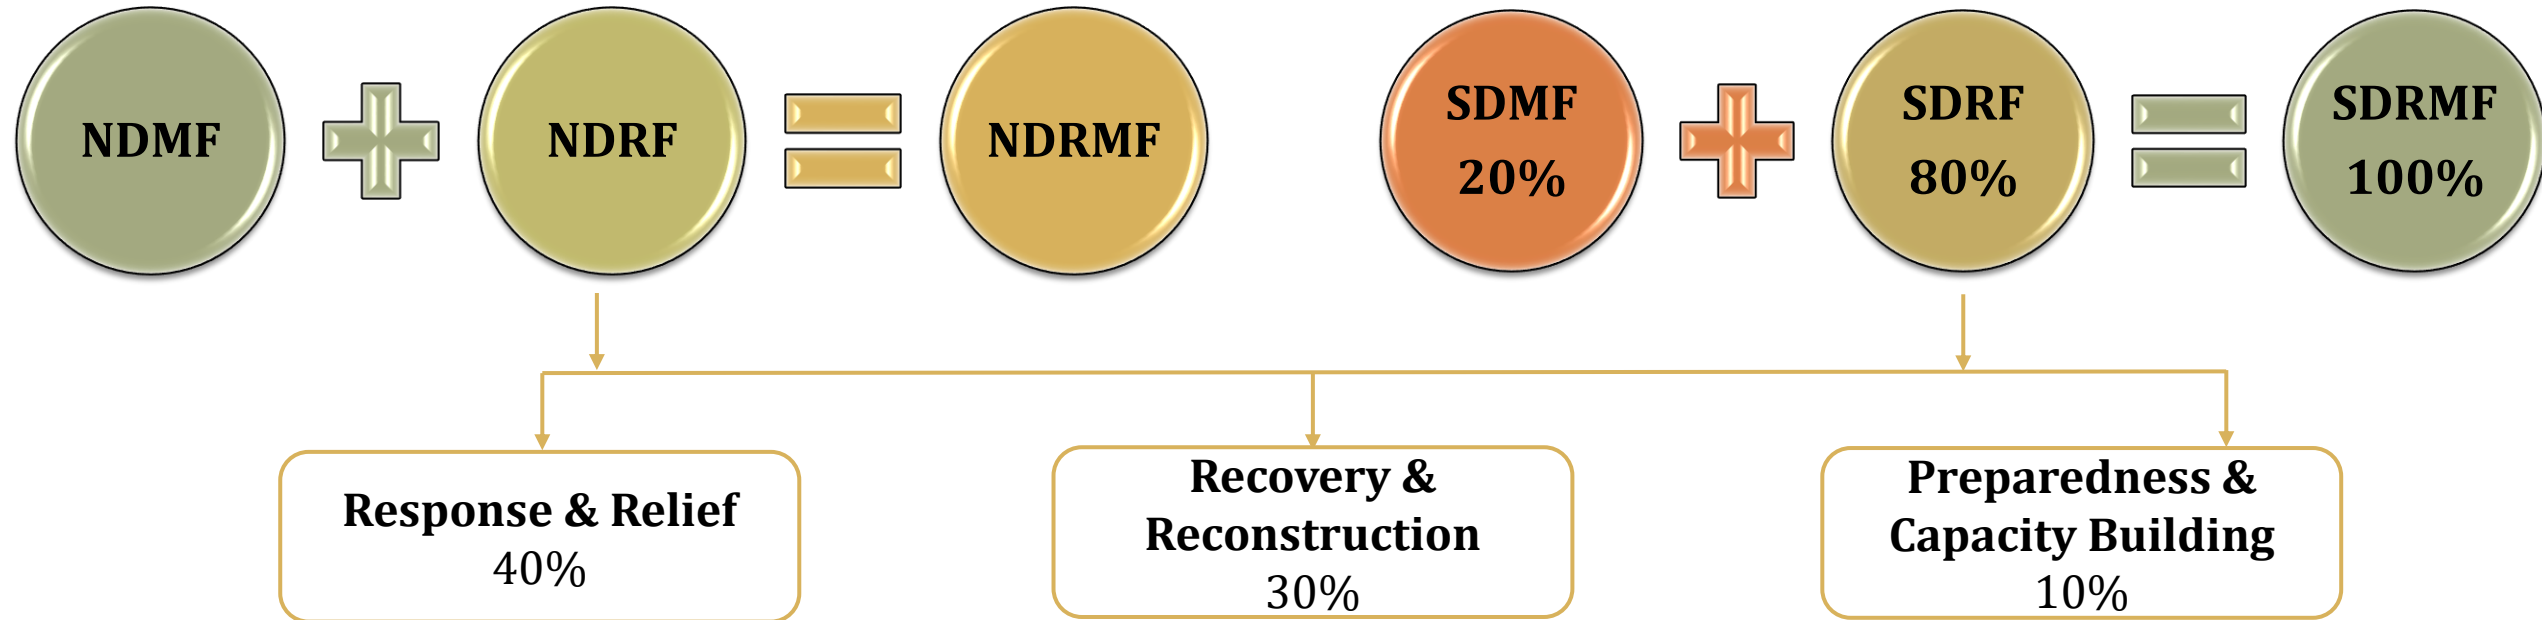 NDMF
NDRF
NDRMF
SDMF
20%
SDRF
80%
SDRMF
100%
Response & Relief
40%
Recovery &
Reconstruction
30%
Preparedness &
Capacity Building
10%